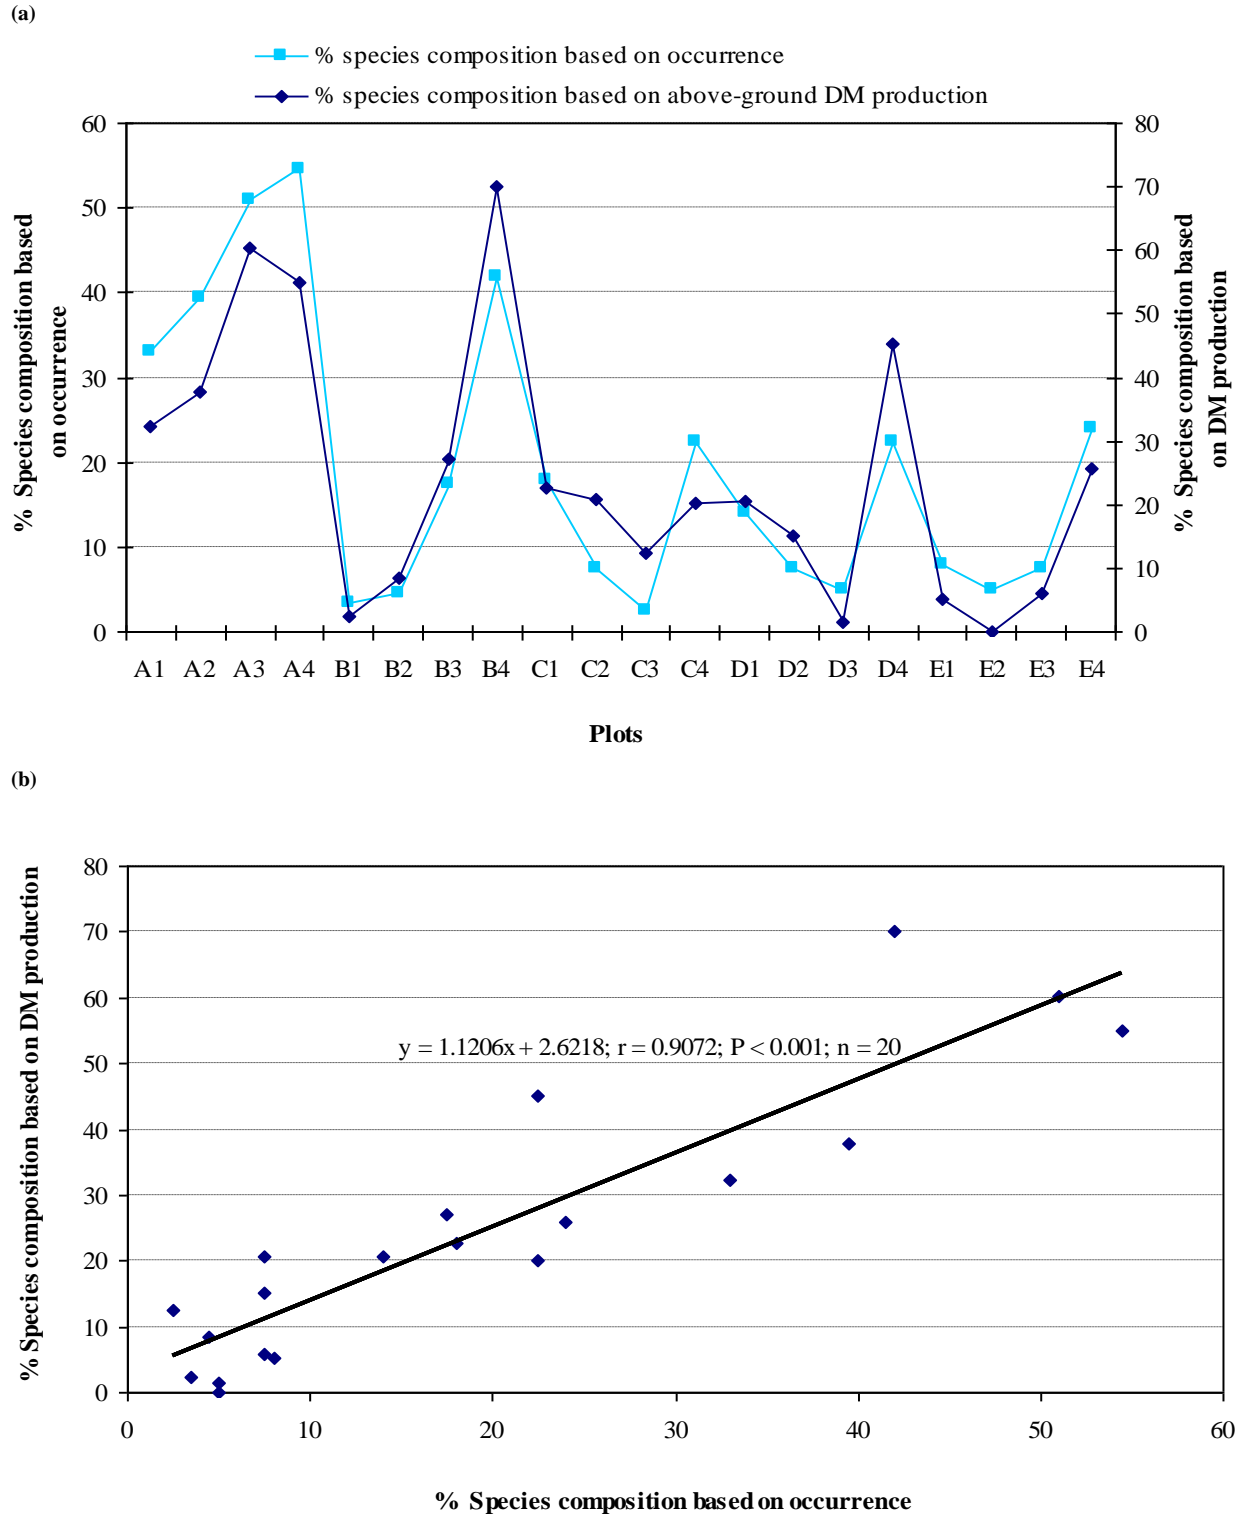 (a)
% species composition based on occurrence
% species composition based on above-ground DM production
60
50
40
30
20
10
0
80
70
60
50
40
30
20
10
0
% Species composition based
on occurrence
% Species composition based
on DM production
A1 A2 A3 A4 B1 B2 B3 B4 C1 C2 C3 C4 D1 D2 D3 D4 E1 E2 E3 E4
Plots
(b)
80
70
60
50
40
30
20
10
0
% Species composition based on DM production
y = 1.1206x + 2.6218; r = 0.9072; P < 0.001; n = 20
0 10 20 30 40 50 60
% Species composition based on occurrence